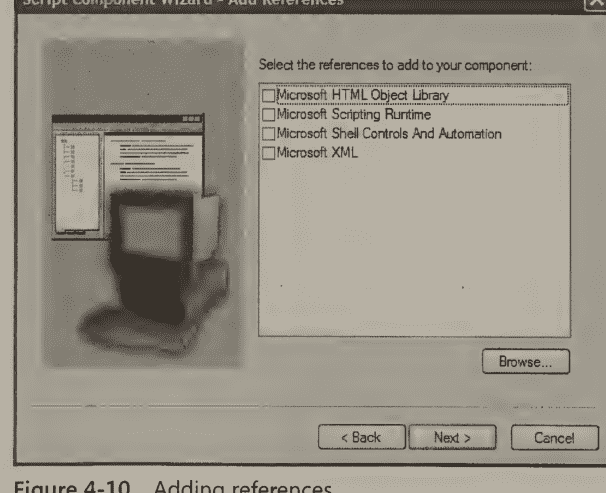 Script Component Wizard - Add References
Select the references to add to your component:
Microsoft HTML Object Library
Microsoft Scripting Runtime
Microsoft Shell Controls And Automation
Microsoft XML
Browse...
< Back
Next >
Cancel
Figure 4-10 Adding references